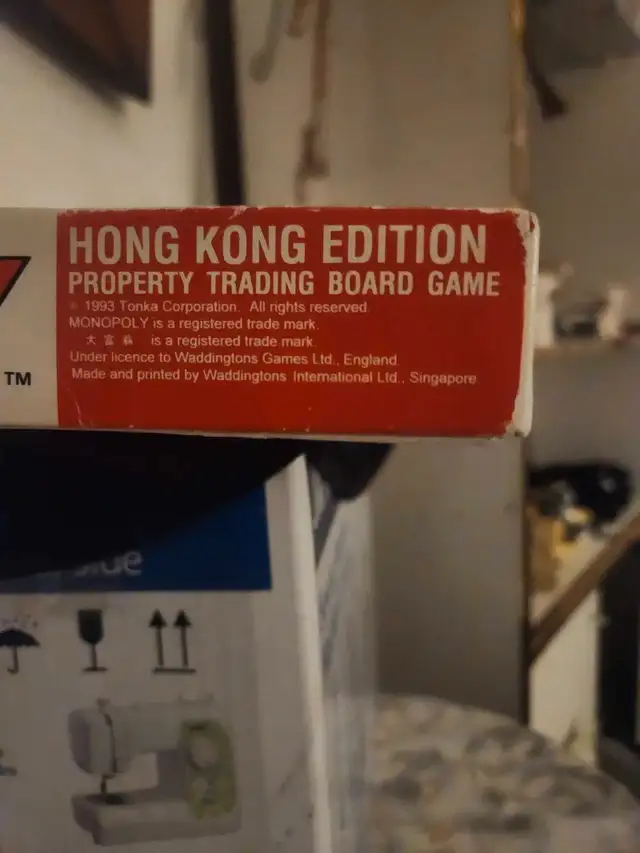 HONG KONG EDITION
PROPERTY TRADING BOARD GAME
© 1993 Tonka Corporation. All rights reserved.
MONOPOLY is a registered trade mark.
大富翁 is a registered trade mark.
Under licence to Waddingtons Games Ltd., England.
Made and printed by Waddingtons International Ltd., Singapore.
TM